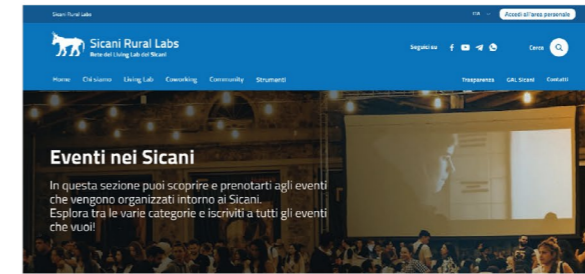 Sicani Rural Labs
ITA
Accedi all'area personale
Sicani Rural Labs
Rete dei Living Lab dei Sicani
Seguici su
Cerca
Home Chi siamo Living Lab Coworking Community Strumenti
Trasparenza GAL Sicani Contatti
Eventi nei Sicani
In questa sezione puoi scoprire e prenotarti agli eventi
che vengono organizzati intorno ai Sicani.
Esplora tra le varie categorie e iscriviti a tutti gli eventi
che vuoi!